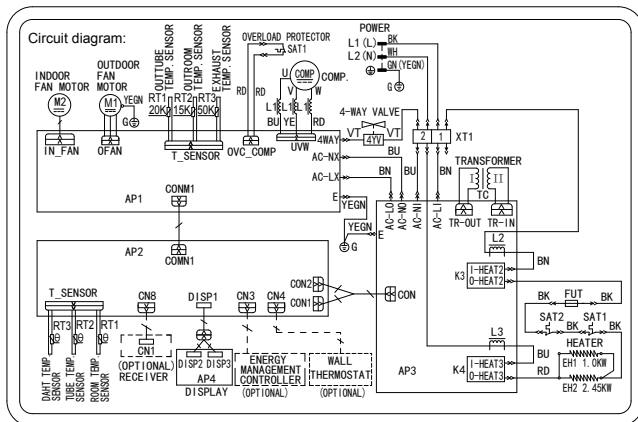 Circuit diagram:
OVERLOAD PROTECTOR
SAT1
POWER
L1 (L)
BK
L2 (N)
WH
GN(YEGN)
G
INDOOR
FAN MOTOR
M2
OUTDOOR
FAN
MOTOR
M1
YEGN
G
OUTTUBE
TEMP. SENSOR
OUTROOM
TEMP. SENSOR
EXHAUST
TEMP. SENSOR
RT1
20K
RT2
15K
RT3
50K
RD
RD
COMP
COMP.
U
V
W
L1
L1
L1
BU
YE
RD
4-WAY VALVE
VT
VT
4YV
2
1
XT1
IN_FAN
OFAN
T_SENSOR
OVC_COMP
UVW
4WAY
AC-NX
AC-LX
E
BU
BN
BN
BU
BN
YEGN
G
AP1
CONM1
TRANSFORMER
I
II
TC
AC-LO
AC-NO
AC-NI
AC-LI
TR-OUT
TR-IN
E
AP2
COMN1
L2
BN
K3
I-HEAT2
O-HEAT2
T_SENSOR
CN8
DISP1
CN3
CN4
CON2
CON1
CON
BK
FUT
BK
SAT2
SAT1
BK
BK
RT3
RT2
RT1
DAHT TEMP
SENSOR
TUBE TEMP
SENSOR
ROOM TEMP
SENSOR
CN1
(OPTIONAL)
RECEIVER
DISP2
DISP3
AP4
DISPLAY
ENERGY
MANAGEMENT
CONTROLLER
(OPTIONAL)
WALL
THERMOSTAT
(OPTIONAL)
AP3
L3
BU
K4
I-HEAT3
O-HEAT3
RD
HEATER
EH1 1.0KW
EH2 2.45KW